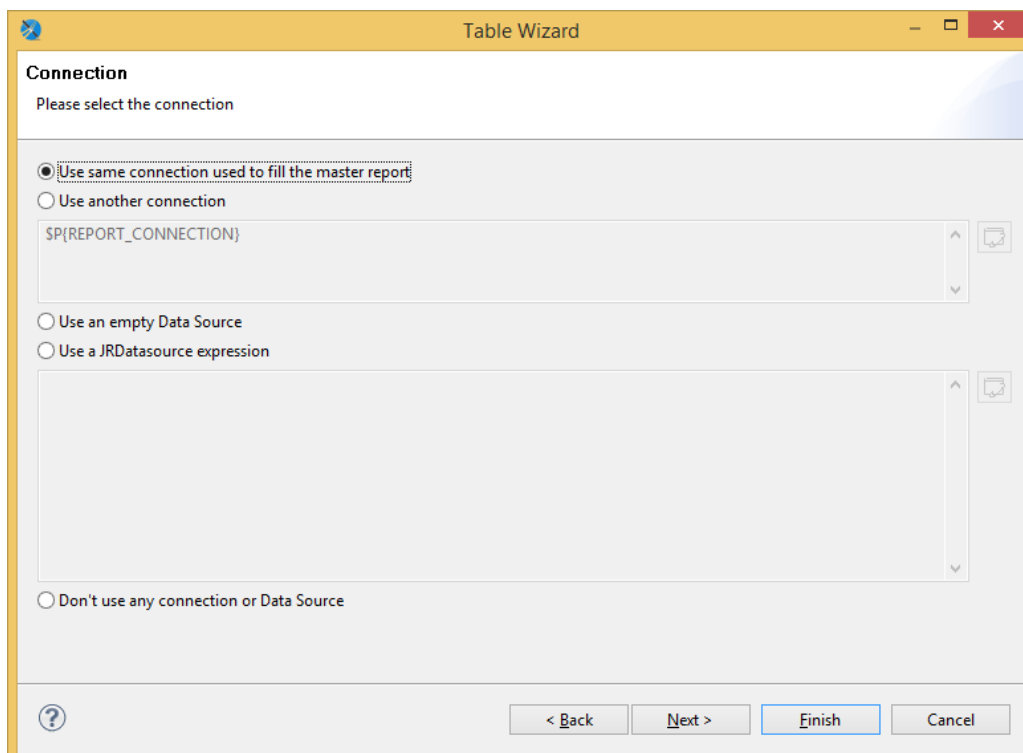 Table Wizard
Connection
Please select the connection
Use same connection used to fill the master report
Use another connection
$P{REPORT_CONNECTION}
Use an empty Data Source
Use a JRDatasource expression
Don't use any connection or Data Source
? < Back Next > Finish Cancel